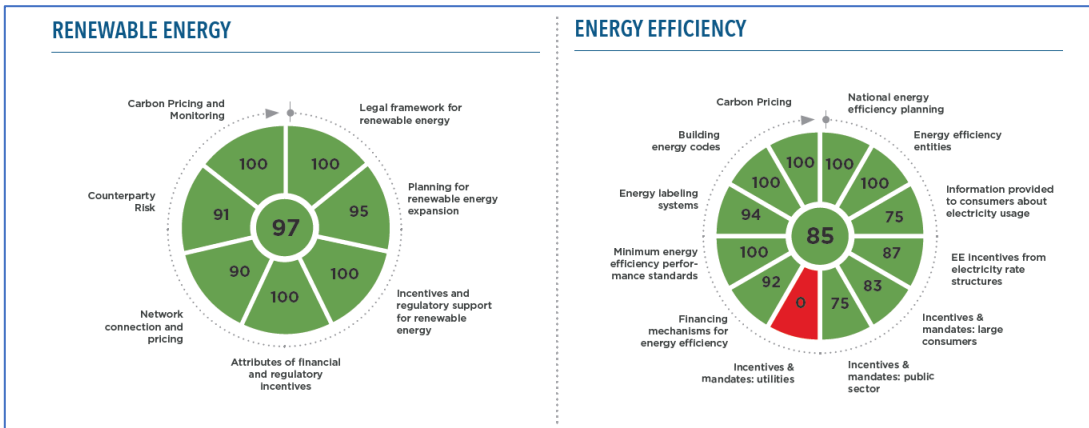 RENEWABLE ENERGY
Carbon Pricing and
Monitoring
Legal framework for
renewable energy
Counterparty
Risk
Planning for
renewable energy
expansion
Network
connection and
pricing
Incentives and
regulatory support
for renewable
energy
Attributes of financial
and regulatory
incentives
100
100
91
95
97
90
100
100
ENERGY EFFICIENCY
Carbon Pricing
National energy
efficiency planning
Building
energy codes
Energy efficiency
entities
Energy labeling
systems
Information provided
to consumers about
electricity usage
Minimum energy
efficiency perfor-
mance standards
EE incentives from
electricity rate
structures
Financing
mechanisms for
energy efficiency
Incentives &
mandates: large
consumers
Incentives &
mandates: utilities
Incentives &
mandates: public
sector
100
100
100
100
94
75
85
100
87
92
83
0
75